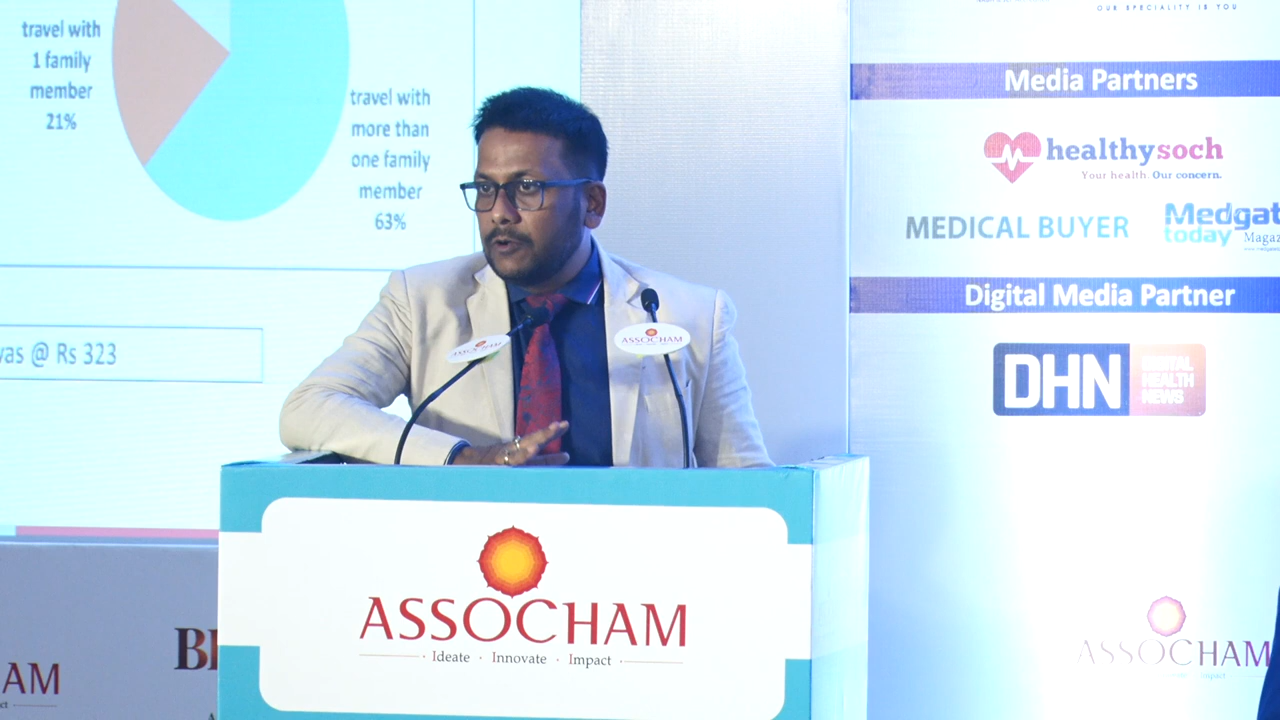 travel with
1 family
member
21%
travel with
more than
one family
member
63%
vas @ Rs 323
OUR SPECIALITY IS YOU
Media Partners
healthysoch
Your health. Our concern.
MEDICAL BUYER
Medgat
today
Magaz
Digital Media Partner
DHN
DIGITAL
HEALTH
NEWS
ASSOCHAM
ASSOCHAM
ASSOCHAM
Ideate · Innovate · Impact
ASSOCHAM
Impact
AM